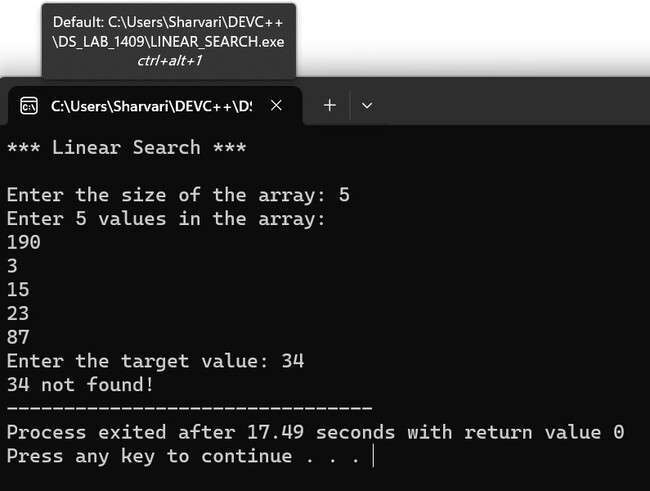 Default: C:\Users\Sharvari\DEVC++
\DS_LAB_1409\LINEAR_SEARCH.exe
ctrl+alt+1
C:\Users\Sharvari\DEVC++\DS
*** Linear Search ***
Enter the size of the array: 5
Enter 5 values in the array:
190
3
15
23
87
Enter the target value: 34
34 not found!
--------------------------------
Process exited after 17.49 seconds with return value 0
Press any key to continue . . .